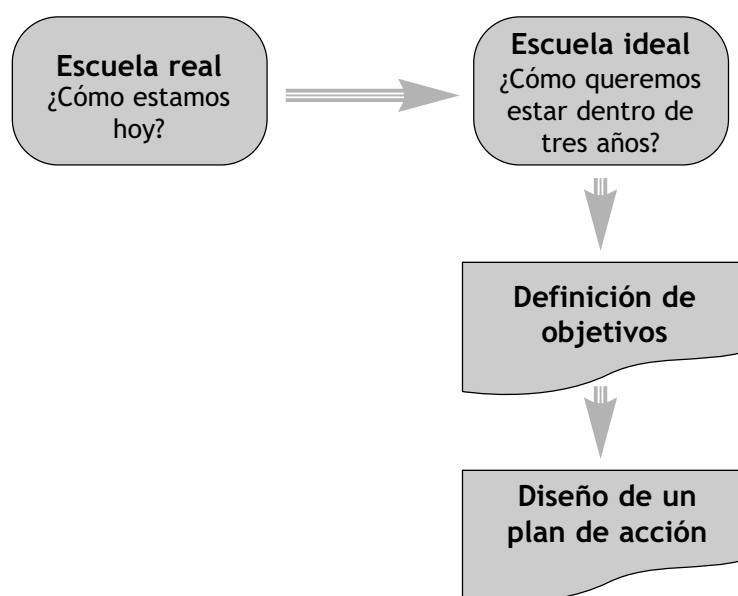 Escuela real
¿Cómo estamos
hoy?
Escuela ideal
¿Cómo queremos
estar dentro de
tres años?
Definición de
objetivos
Diseño de un
plan de acción